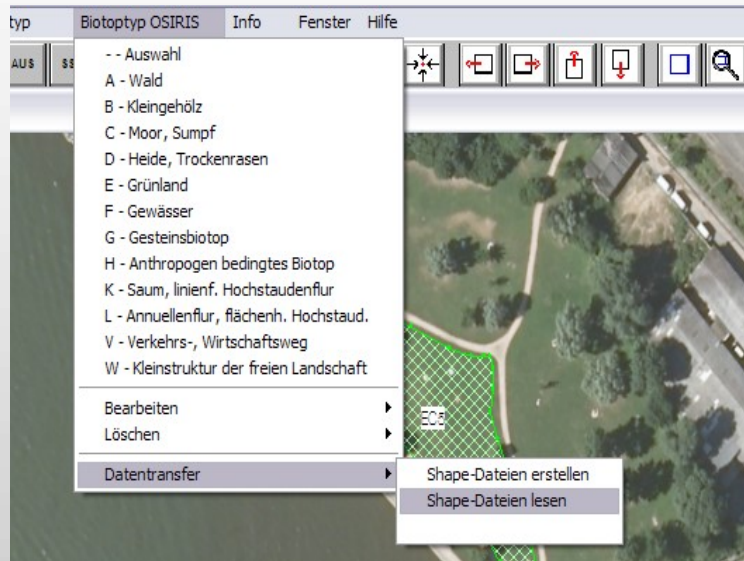 typ Biotoptyp OSIRIS Info Fenster Hilfe
AUS SS
- - Auswahl
A - Wald
B - Kleingehölz
C - Moor, Sumpf
D - Heide, Trockenrasen
E - Grünland
F - Gewässer
G - Gesteinsbiotop
H - Anthropogen bedingtes Biotop
K - Saum, linienf. Hochstaudenflur
L - Annuellenflur, flächenh. Hochstaud.
V - Verkehrs-, Wirtschaftsweg
W - Kleinstruktur der freien Landschaft
Bearbeiten
Löschen
Datentransfer
Shape-Dateien erstellen
Shape-Dateien lesen